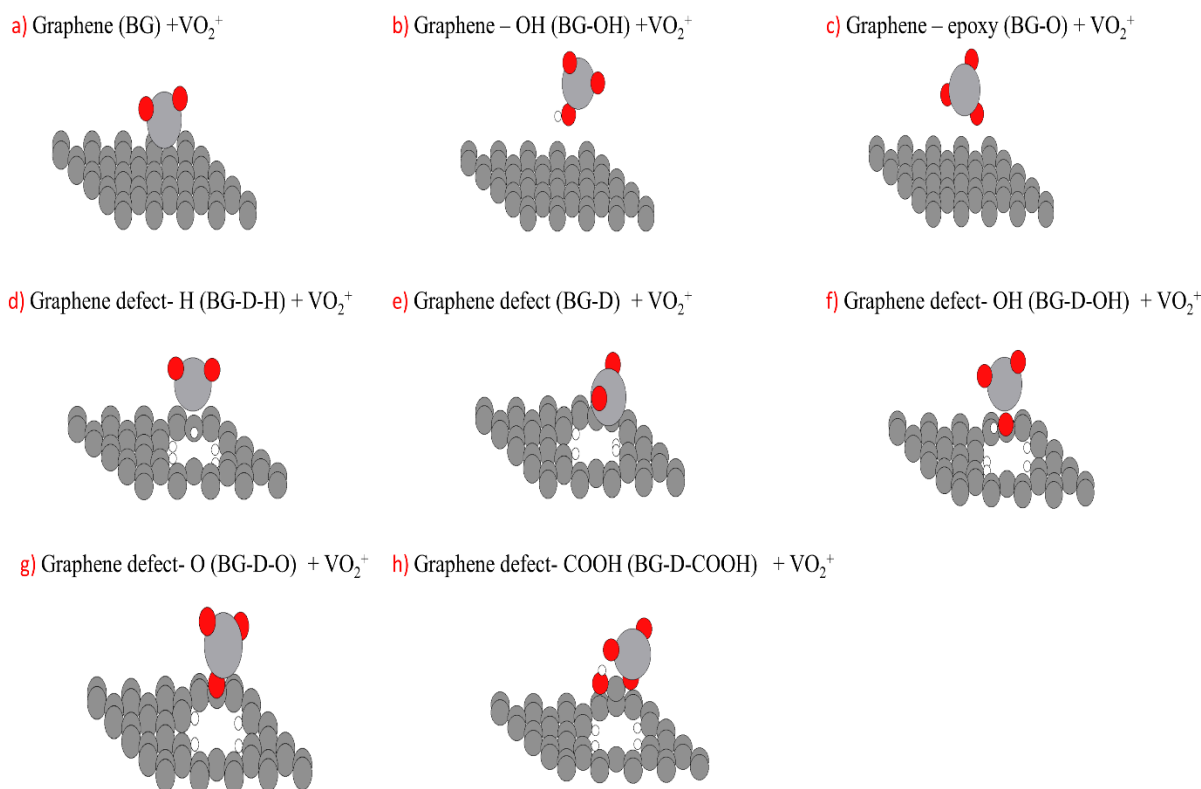 a) Graphene (BG) +VO₂⁺
b) Graphene – OH (BG-OH) +VO₂⁺
c) Graphene – epoxy (BG-O) + VO₂⁺
d) Graphene defect- H (BG-D-H) + VO₂⁺
e) Graphene defect (BG-D) + VO₂⁺
f) Graphene defect- OH (BG-D-OH) + VO₂⁺
g) Graphene defect- O (BG-D-O) + VO₂⁺
h) Graphene defect- COOH (BG-D-COOH) + VO₂⁺